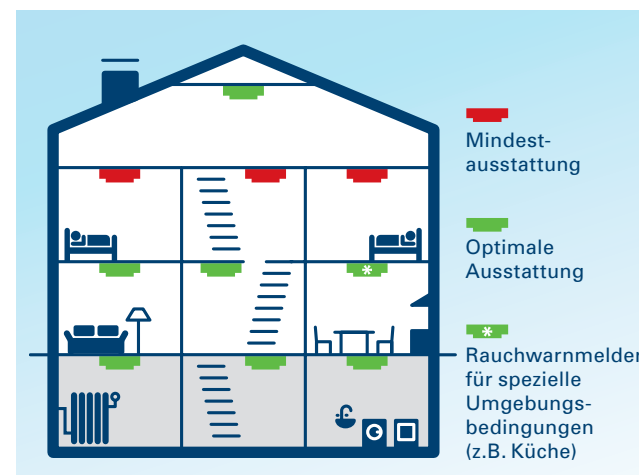 Mindest-
ausstattung
Optimale
Ausstattung
Rauchwarnmelder
für spezielle
Umgebungs-
bedingungen
(z.B. Küche)